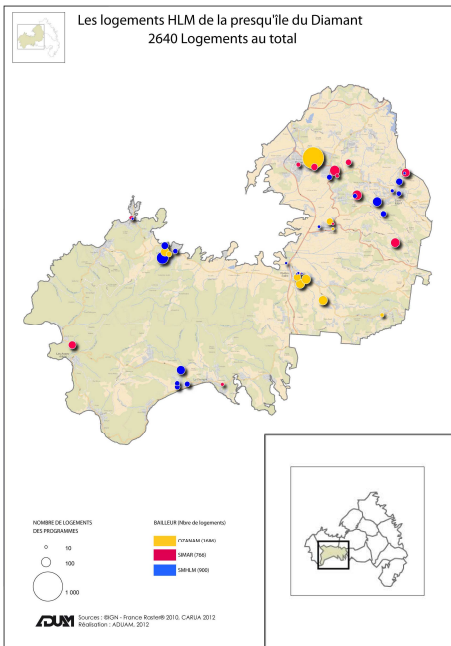 Les logements HLM de la presqu'île du Diamant
2640 Logements au total
NOMBRE DE LOGEMENTS
DES PROGRAMMES
10
100
1 000
BAILLEUR (Nbre de logements)
SIMAR (766)
SMHLM (900)
ADUAM
Sources : ©IGN - France Raster® 2010, CARUA 2012
Réalisation : ADUAM, 2012